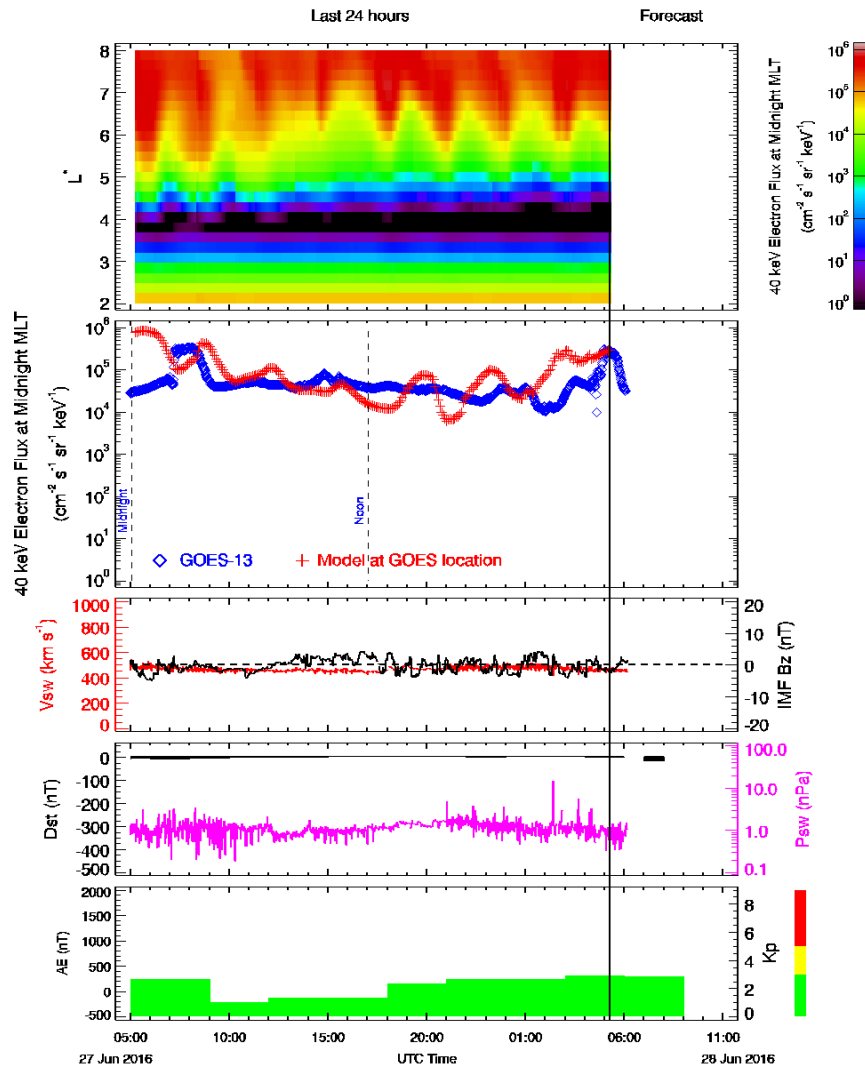 Last 24 hours Forecast
8
7
6
5
4
3
2
L*
40 keV Electron Flux at Midnight MLT
(cm-2 s-1 sr-1 keV-1)
10^6
10^5
10^4
10^3
10^2
10^1
10^0
40 keV Electron Flux at Midnight MLT
(cm-2 s-1 sr-1 keV-1)
10^6
10^5
10^4
10^3
10^2
10^1
10^0
Midnight
Noon
GOES-13
Model at GOES location
Vsw (km s-1)
1000
800
600
400
200
0
20
10
0
-10
-20
IMF Bz (nT)
Dst (nT)
0
-100
-200
-300
-400
-500
100.0
10.0
1.0
0.1
Psw (nPa)
AE (nT)
2000
1500
1000
500
0
-500
8
6
4
2
0
Kp
05:00 10:00 15:00 20:00 01:00 06:00 11:00
27 Jun 2016 UTC Time 28 Jun 2016